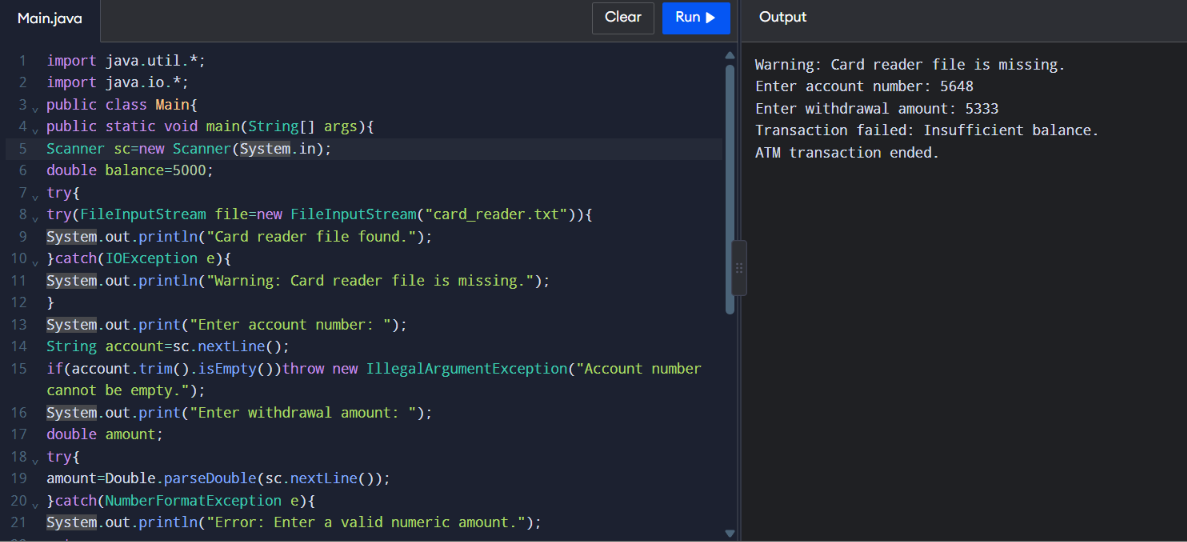 Main.java
Clear
Run
Output
1 import java.util.*;
2 import java.io.*;
3 public class Main{
4 public static void main(String[] args){
5 Scanner sc=new Scanner(System.in);
6 double balance=5000;
7 try{
8 try(FileInputStream file=new FileInputStream("card_reader.txt")){
9 System.out.println("Card reader file found.");
10 }catch(IOException e){
11 System.out.println("Warning: Card reader file is missing.");
12 }
13 System.out.print("Enter account number: ");
14 String account=sc.nextLine();
15 if(account.trim().isEmpty())throw new IllegalArgumentException("Account number
cannot be empty.");
16 System.out.print("Enter withdrawal amount: ");
17 double amount;
18 try{
19 amount=Double.parseDouble(sc.nextLine());
20 }catch(NumberFormatException e){
21 System.out.println("Error: Enter a valid numeric amount.");
Warning: Card reader file is missing.
Enter account number: 5648
Enter withdrawal amount: 5333
Transaction failed: Insufficient balance.
ATM transaction ended.